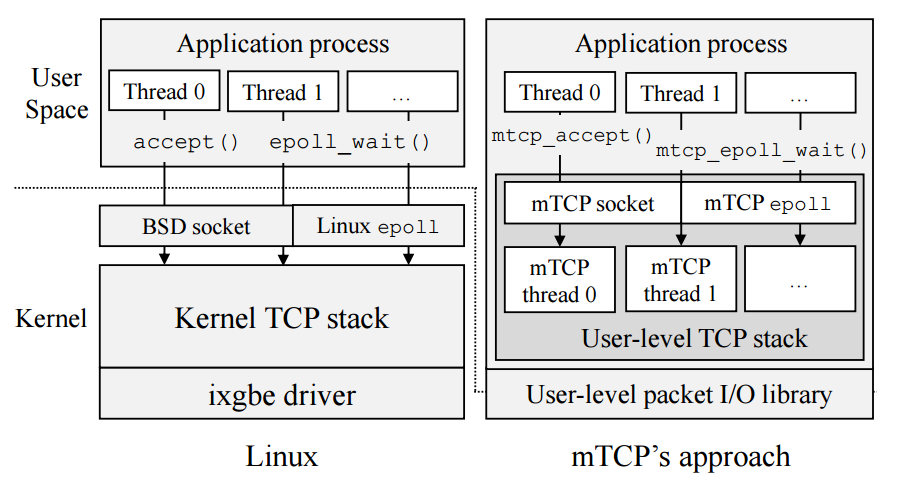 User
Space
Application process
Thread 0
Thread 1
...
accept()
epoll_wait()
BSD socket
Linux epoll
Kernel
Kernel TCP stack
ixgbe driver
Linux
Application process
Thread 0
Thread 1
...
mtcp_accept()
mtcp_epoll_wait()
mTCP socket
mTCP epoll
mTCP
thread 0
mTCP
thread 1
...
User-level TCP stack
User-level packet I/O library
mTCP's approach